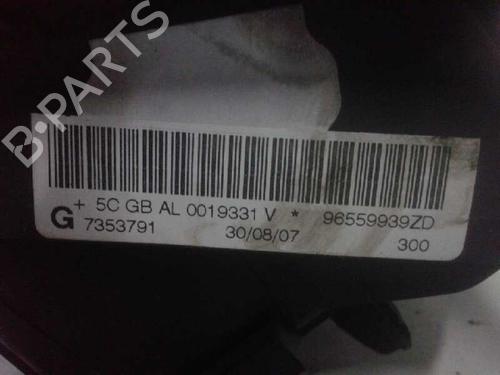 B-PARTS
+ 5C GB AL 0019331 V * 96559939ZD
G 7353791 30/08/07 300